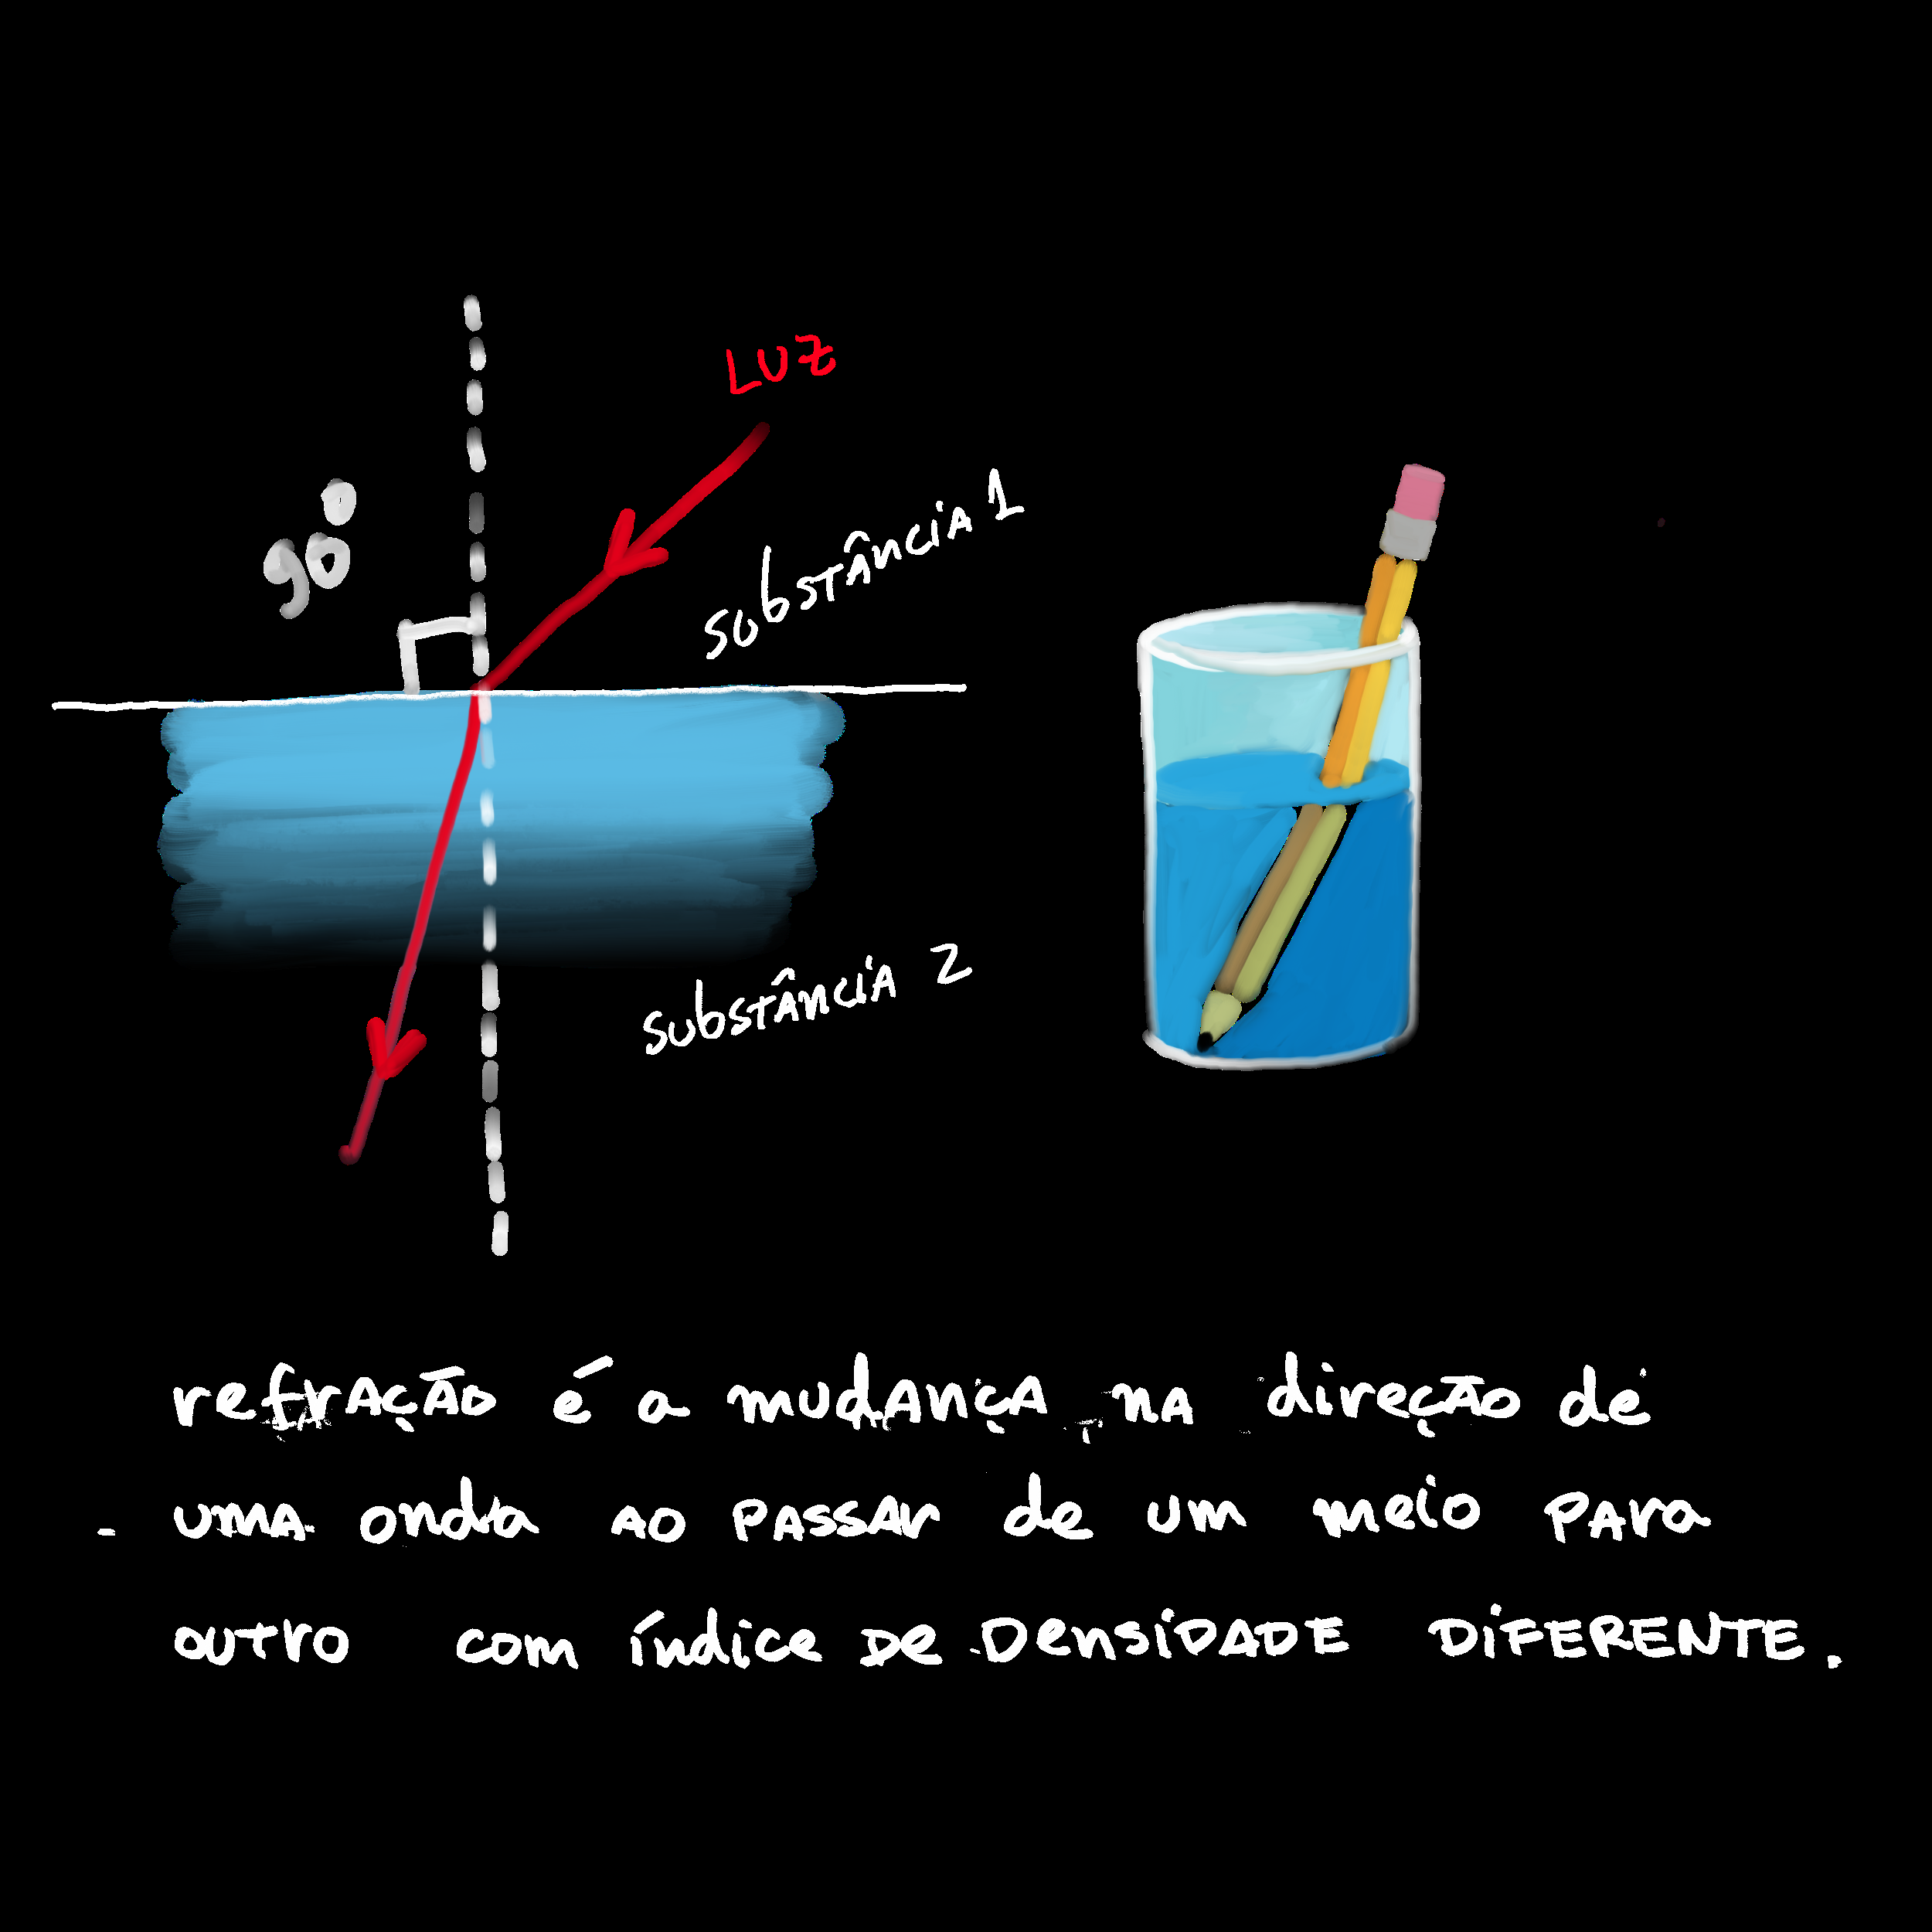 LUZ
90°
substância 1
substância 2
refração é a mudança na direção de
uma onda ao passar de um meio para
outro com índice de DensiDADE DiFERENTE.